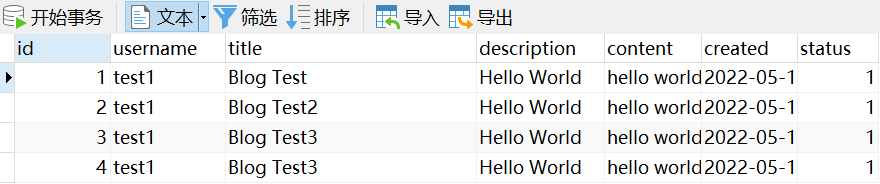 开始事务 文本 筛选 排序 导入 导出
id username title description content created status
1 test1 Blog Test Hello World hello world 2022-05-1 1
2 test1 Blog Test2 Hello World hello world 2022-05-1 1
3 test1 Blog Test3 Hello World hello world 2022-05-1 1
4 test1 Blog Test3 Hello World hello world 2022-05-1 1